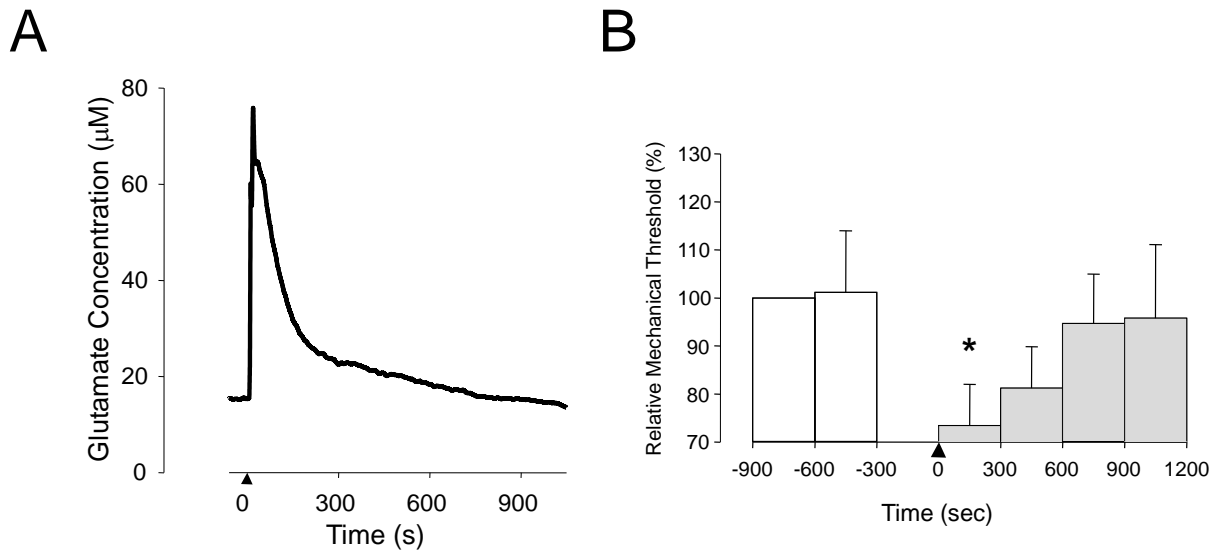 A
80
60
40
20
0
Glutamate Concentration (μM)
0 300 600 900
Time (s)
B
130
120
110
100
90
80
70
Relative Mechanical Threshold (%)
*
-900 -600 -300 0 300 600 900 1200
Time (sec)